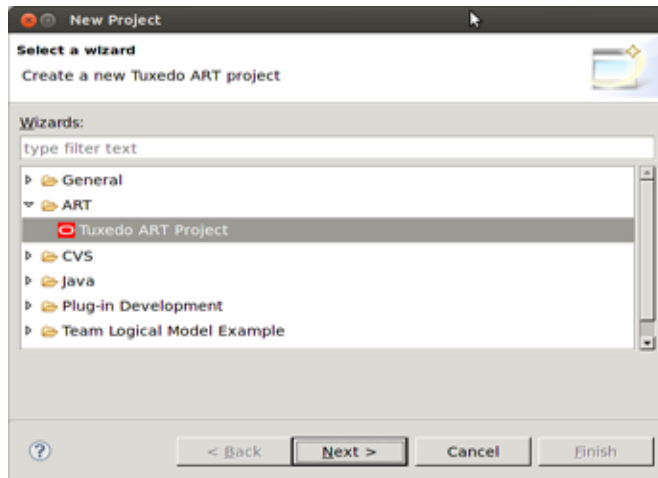 New Project
Select a wizard
Create a new Tuxedo ART project
Wizards:
type filter text
General
ART
Tuxedo ART Project
CVS
Java
Plug-in Development
Team Logical Model Example
? < Back Next > Cancel Finish